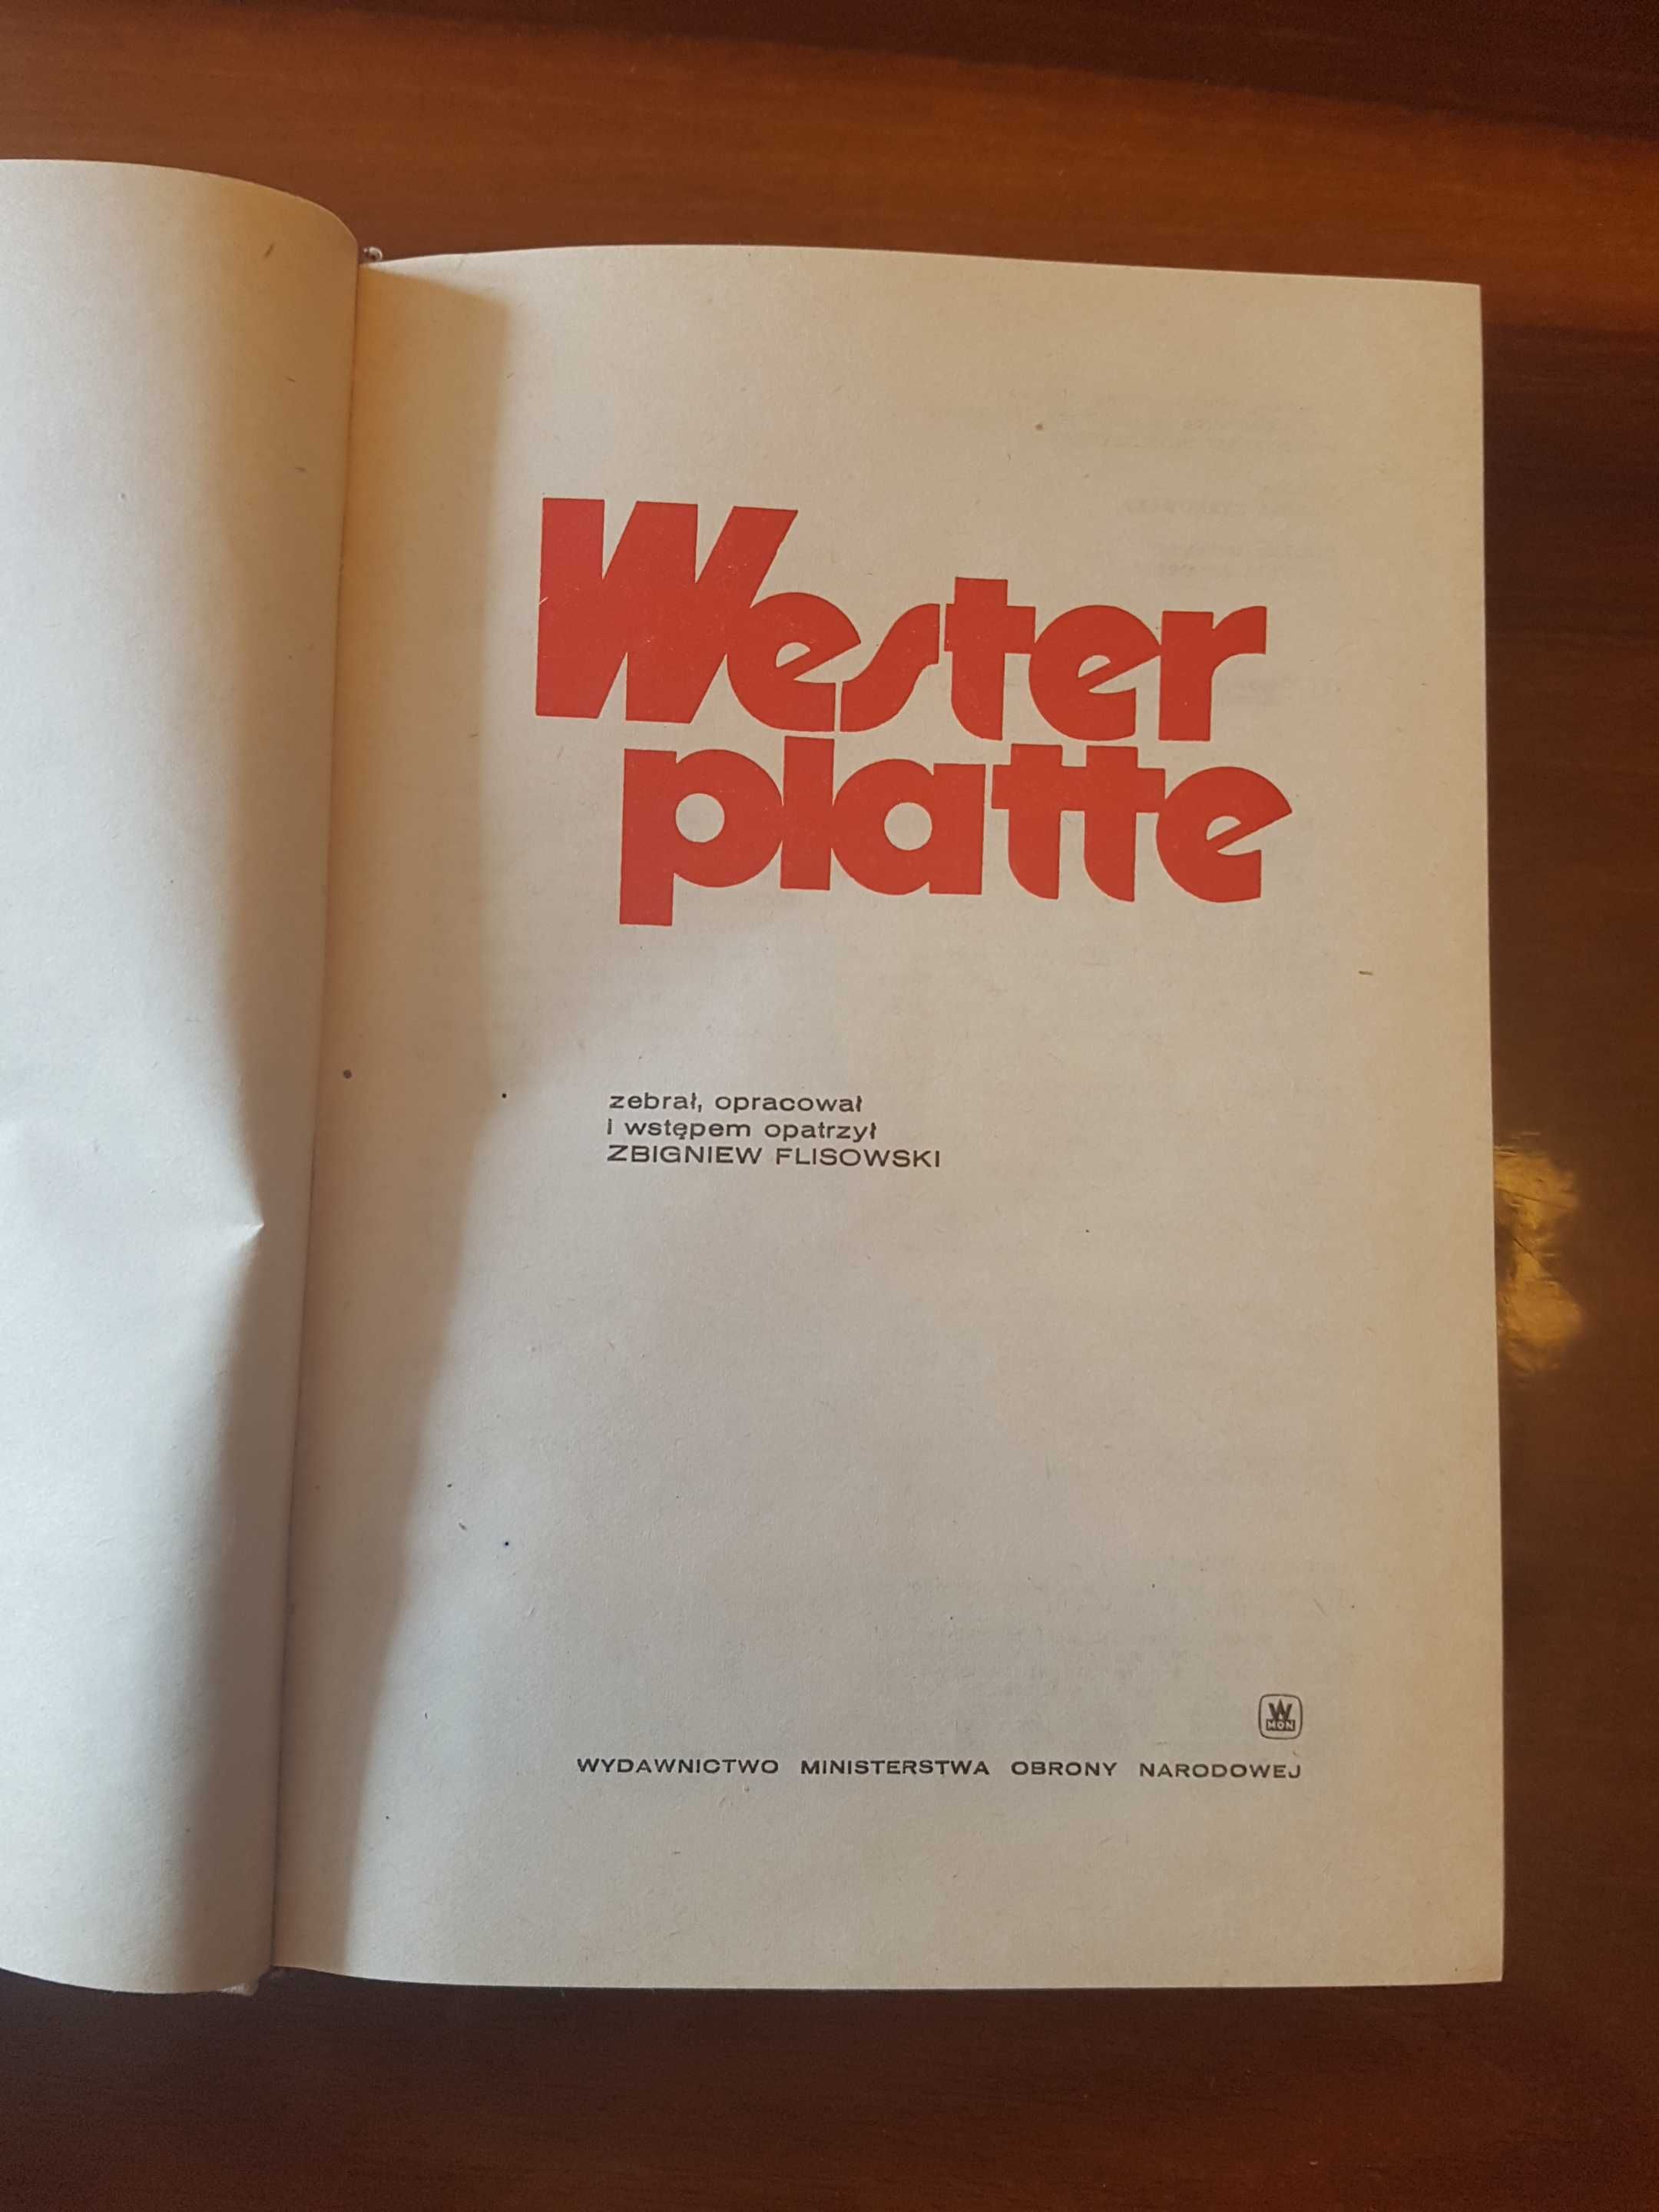 Wester
platte
zebrał, opracował
i wstępem opatrzył
ZBIGNIEW FLISOWSKI
W
MON
WYDAWNICTWO MINISTERSTWA OBRONY NARODOWEJ